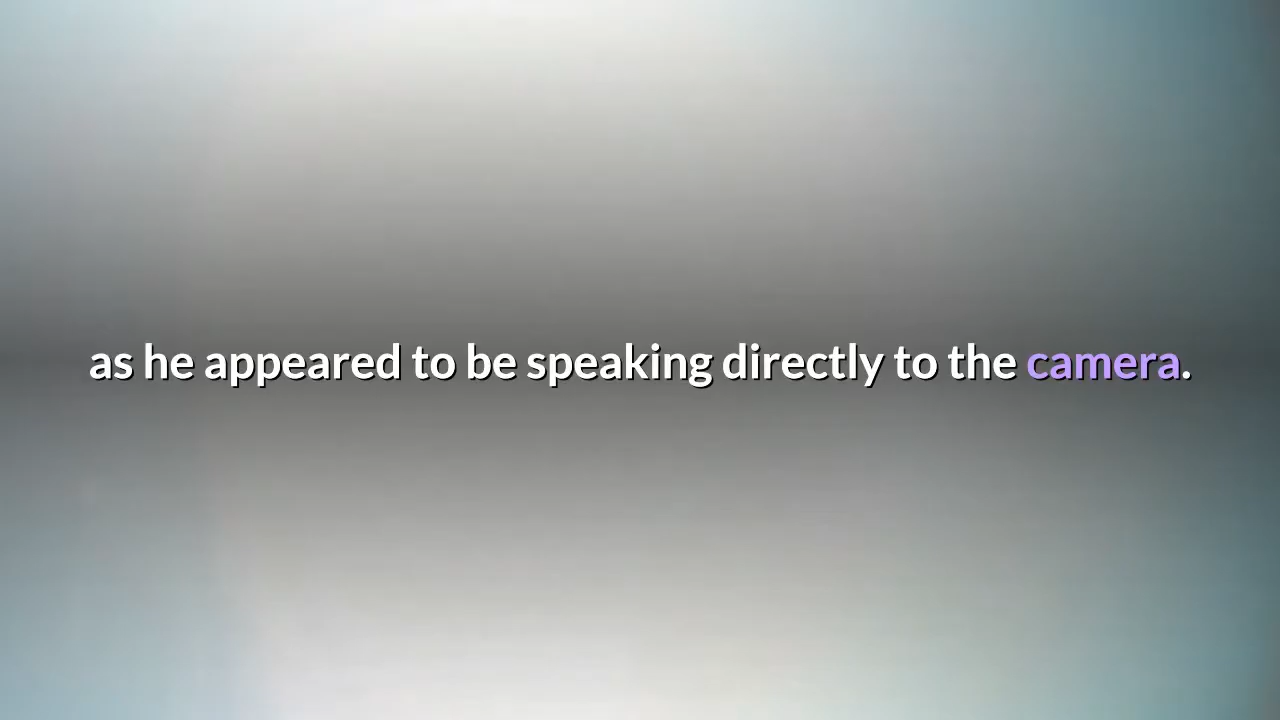 as he appeared to be speaking directly to the camera.